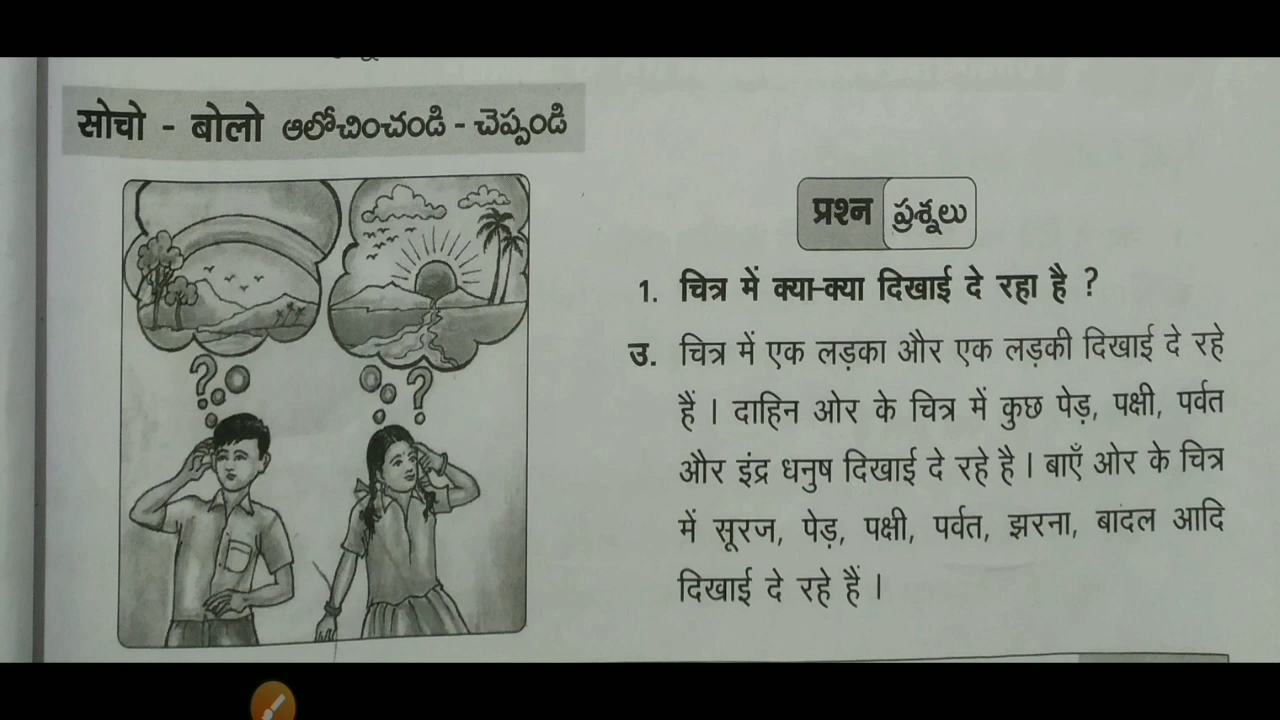 सोचो - बोलो ఆలోచించండి - చెప్పండి
प्रश्न ప్రశ్నలు
1. चित्र में क्या-क्या दिखाई दे रहा है ?
उ. चित्र में एक लड़का और एक लड़की दिखाई दे रहे
हैं । दाहिन ओर के चित्र में कुछ पेड़, पक्षी, पर्वत
और इंद्र धनुष दिखाई दे रहे है । बाएँ ओर के चित्र
में सूरज, पेड़, पक्षी, पर्वत, झरना, बादल आदि
दिखाई दे रहे हैं ।
? ?